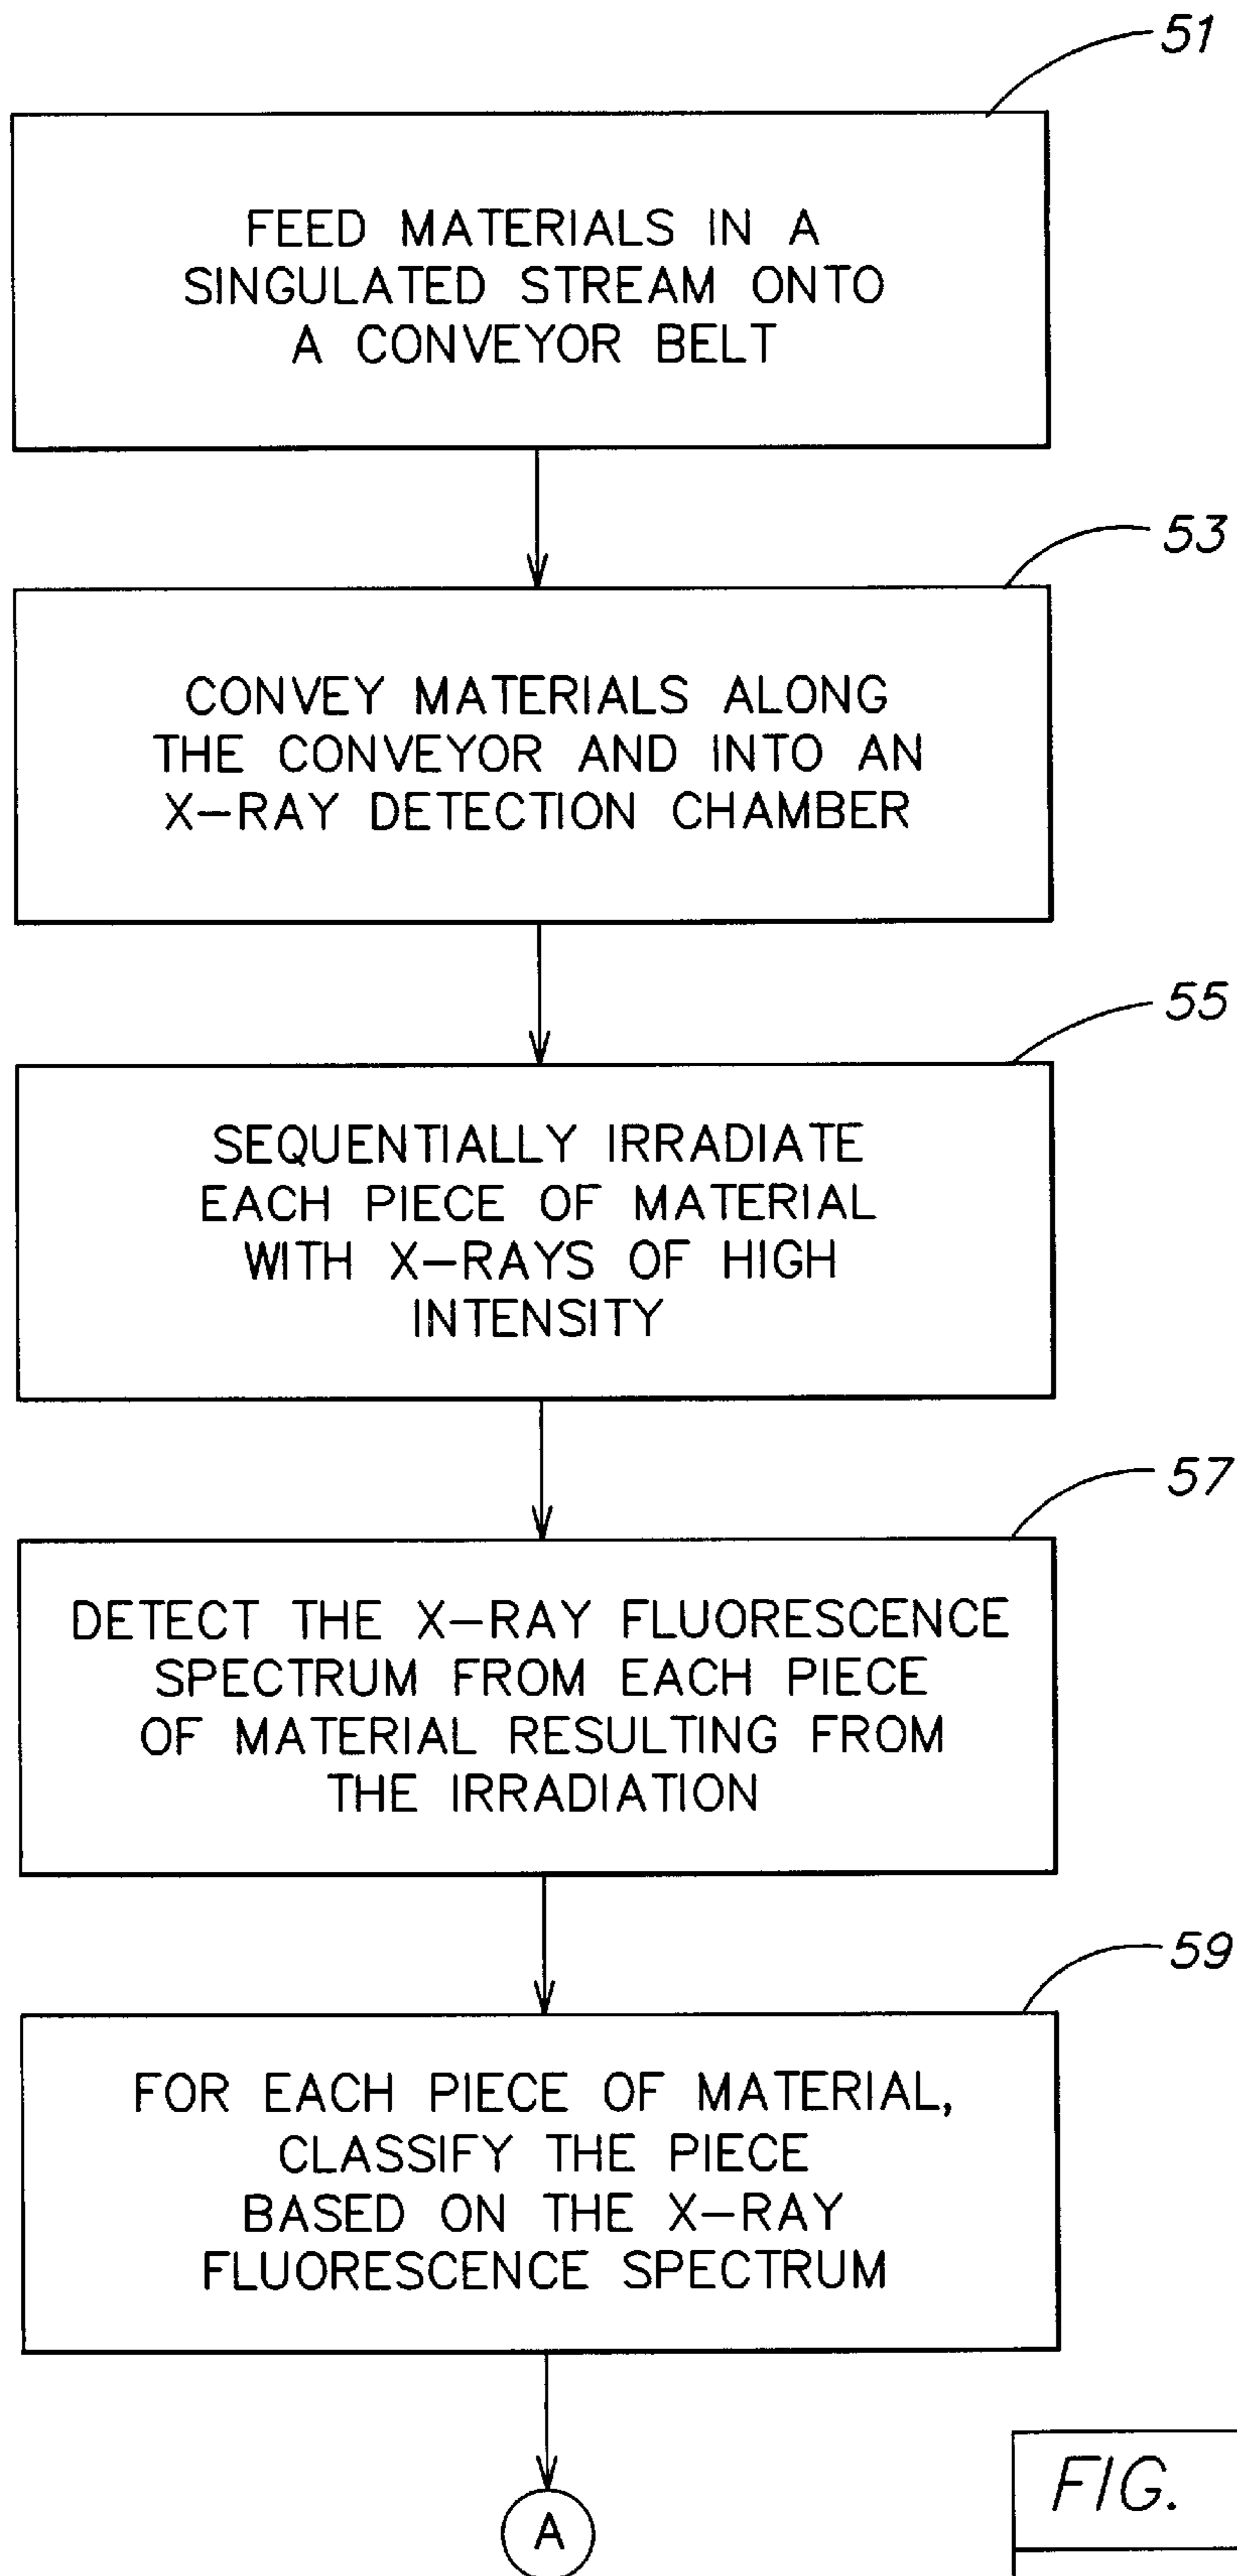 51
FEED MATERIALS IN A
SINGULATED STREAM ONTO
A CONVEYOR BELT
53
CONVEY MATERIALS ALONG
THE CONVEYOR AND INTO AN
X-RAY DETECTION CHAMBER
55
SEQUENTIALLY IRRADIATE
EACH PIECE OF MATERIAL
WITH X-RAYS OF HIGH
INTENSITY
57
DETECT THE X-RAY FLUORESCENCE
SPECTRUM FROM EACH PIECE
OF MATERIAL RESULTING FROM
THE IRRADIATION
59
FOR EACH PIECE OF MATERIAL,
CLASSIFY THE PIECE
BASED ON THE X-RAY
FLUORESCENCE SPECTRUM
A
FIG.